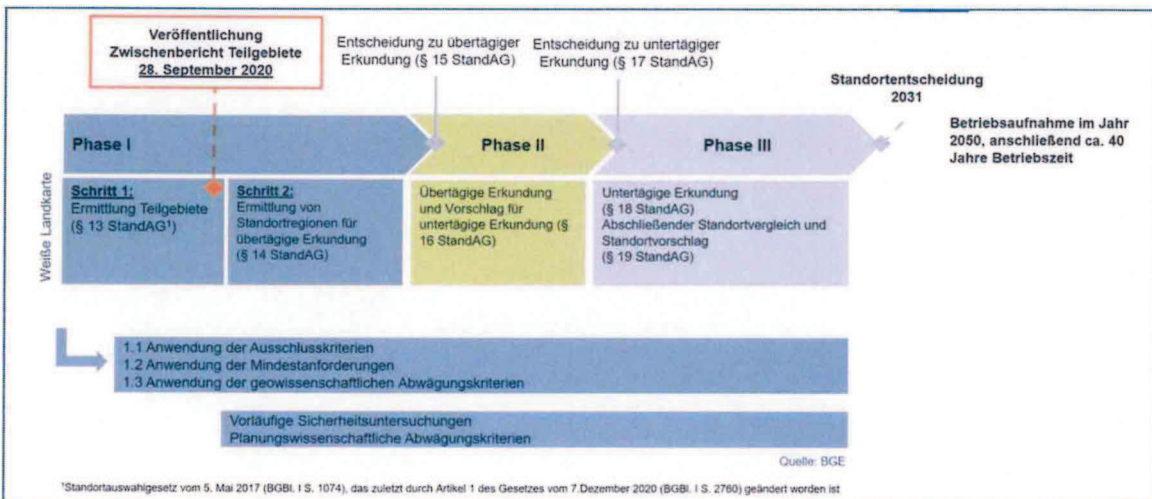 Veröffentlichung
Zwischenbericht Teilgebiete
28. September 2020
Entscheidung zu übertägiger
Erkundung (§ 15 StandAG)
Entscheidung zu untertägiger
Erkundung (§ 17 StandAG)
Standortentscheidung
2031
Betriebsaufnahme im Jahr
2050, anschließend ca. 40
Jahre Betriebszeit
Phase I
Phase II
Phase III
Weiße Landkarte
Schritt 1:
Ermittlung Teilgebiete
(§ 13 StandAG¹)
Schritt 2:
Ermittlung von
Standortregionen für
übertägige Erkundung
(§ 14 StandAG)
Übertägige Erkundung
und Vorschlag für
untertägige Erkundung (§
16 StandAG)
Untertägige Erkundung
(§ 18 StandAG)
Abschließender Standortvergleich und
Standortvorschlag
(§ 19 StandAG)
1.1 Anwendung der Ausschlusskriterien
1.2 Anwendung der Mindestanforderungen
1.3 Anwendung der geowissenschaftlichen Abwägungskriterien
Vorläufige Sicherheitsuntersuchungen
Planungswissenschaftliche Abwägungskriterien
Quelle: BGE
¹Standortauswahlgesetz vom 5. Mai 2017 (BGBl. I S. 1074), das zuletzt durch Artikel 1 des Gesetzes vom 7.Dezember 2020 (BGBl. I S. 2760) geändert worden ist